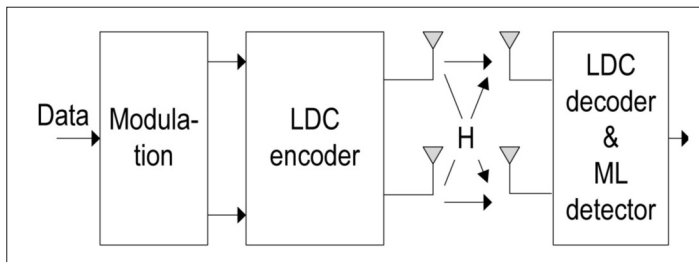 Data
Modula-
tion
LDC
encoder
H
LDC
decoder
&
ML
detector